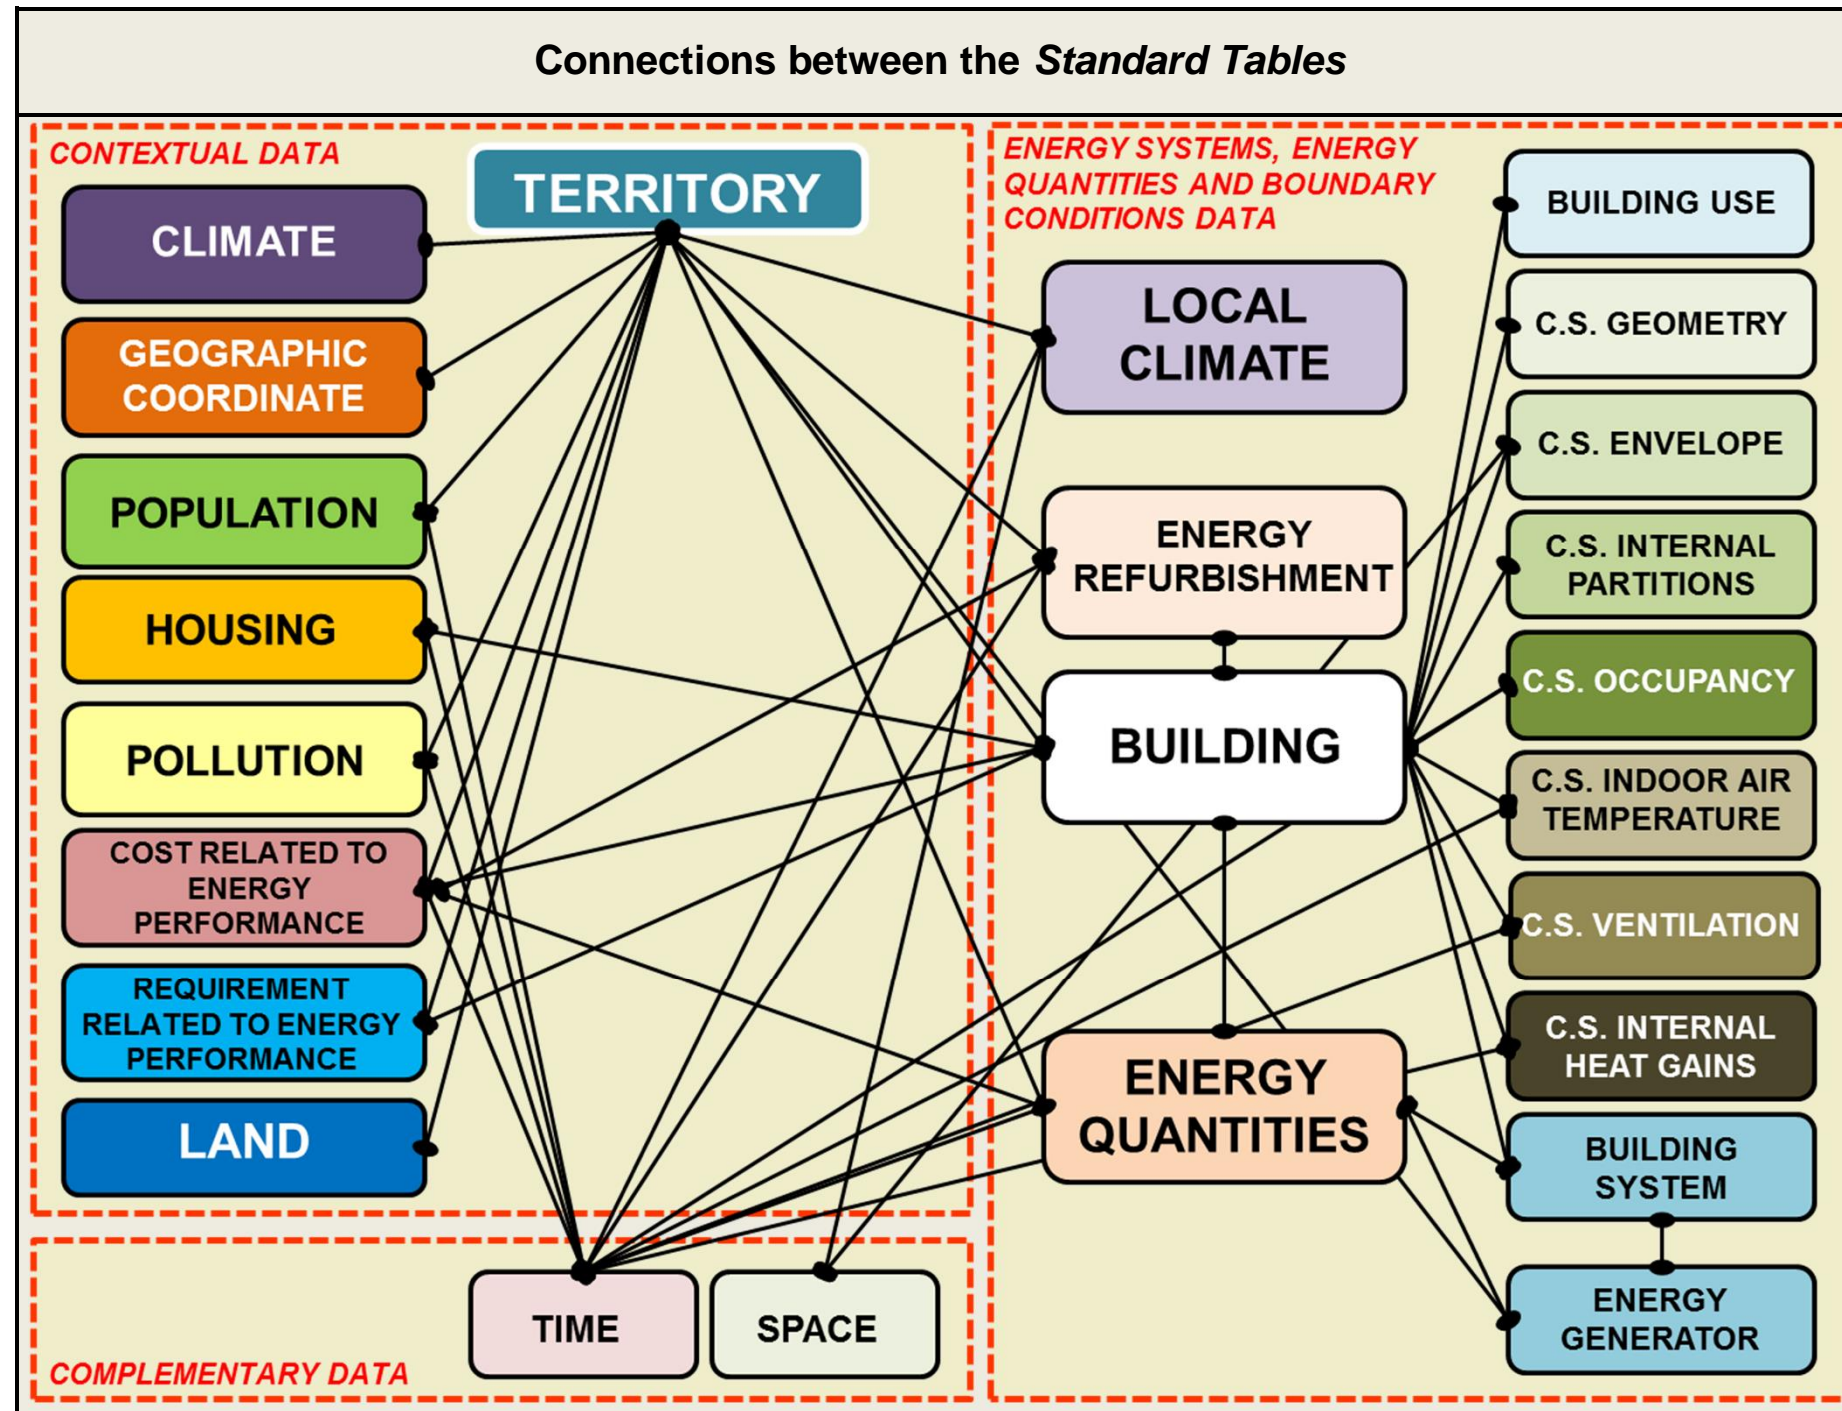 Connections between the Standard Tables
CONTEXTUAL DATA
TERRITORY
CLIMATE
GEOGRAPHIC
COORDINATE
POPULATION
HOUSING
POLLUTION
COST RELATED TO
ENERGY
PERFORMANCE
REQUIREMENT
RELATED TO ENERGY
PERFORMANCE
LAND
TIME
SPACE
COMPLEMENTARY DATA
ENERGY SYSTEMS, ENERGY
QUANTITIES AND BOUNDARY
CONDITIONS DATA
LOCAL
CLIMATE
ENERGY
REFURBISHMENT
BUILDING
ENERGY
QUANTITIES
BUILDING USE
C.S. GEOMETRY
C.S. ENVELOPE
C.S. INTERNAL
PARTITIONS
C.S. OCCUPANCY
C.S. INDOOR AIR
TEMPERATURE
C.S. VENTILATION
C.S. INTERNAL
HEAT GAINS
BUILDING
SYSTEM
ENERGY
GENERATOR